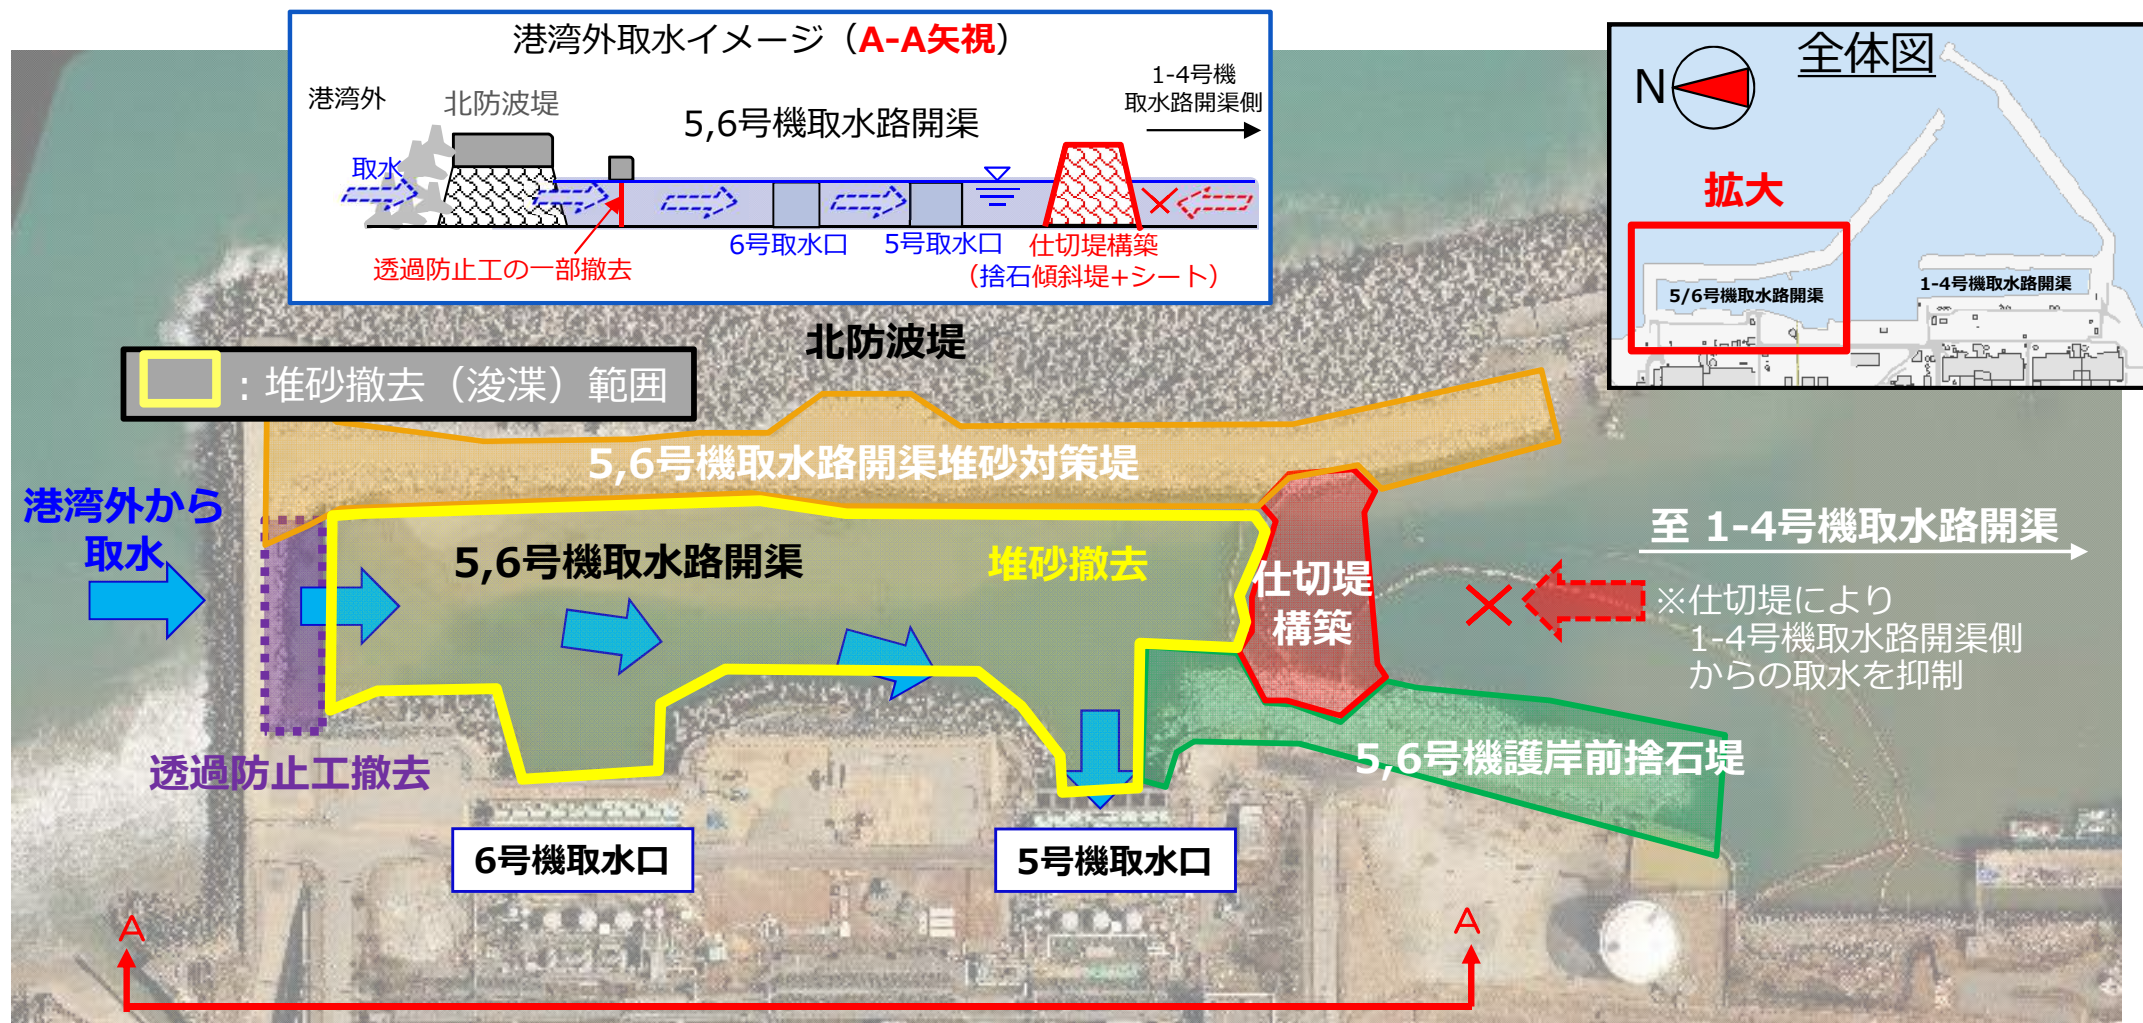 港湾外取水イメージ（A-A矢視）
港湾外
北防波堤
5,6号機取水路開渠
1-4号機
取水路開渠側
取水
6号取水口
5号取水口
仕切堤構築
（捨石傾斜堤+シート）
透過防止工の一部撤去
全体図
N
拡大
5/6号機取水路開渠
1-4号機取水路開渠
北防波堤
：堆砂撤去（浚渫）範囲
5,6号機取水路開渠堆砂対策堤
港湾外から
取水
5,6号機取水路開渠
堆砂撤去
仕切堤
構築
至 1-4号機取水路開渠
※仕切堤により
1-4号機取水路開渠側
からの取水を抑制
透過防止工撤去
5,6号機護岸前捨石堤
6号機取水口
5号機取水口
A
A